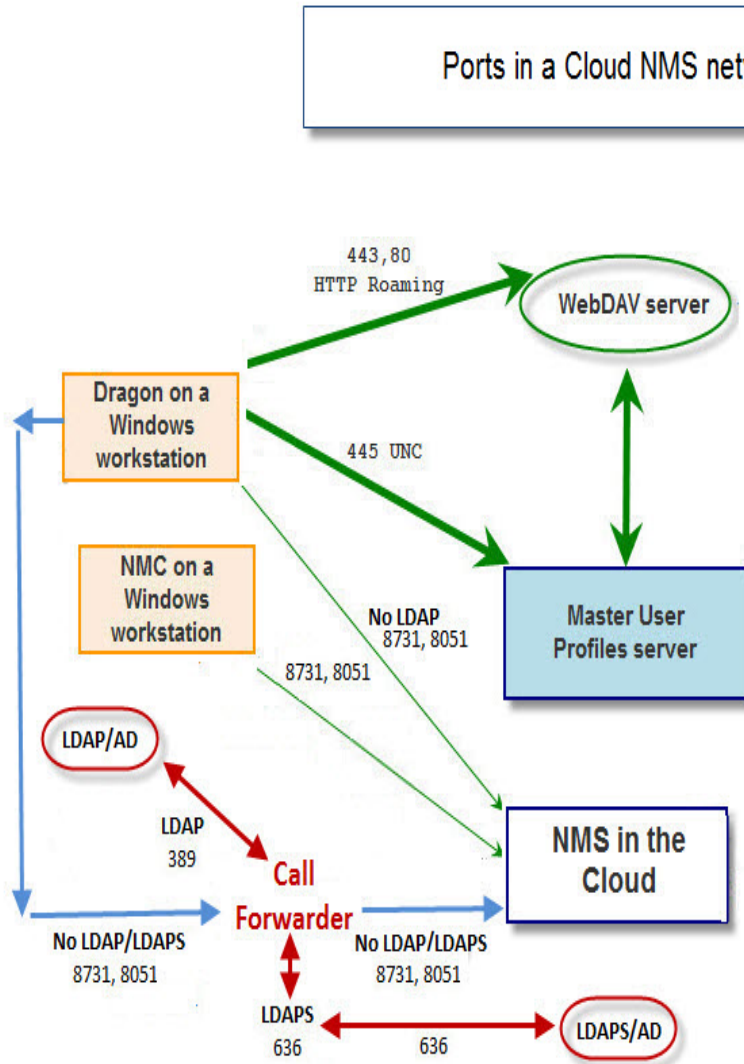 Ports in a Cloud NMS net
443,80
HTTP Roaming
WebDAV server
Dragon on a
Windows
workstation
445 UNC
NMC on a
Windows
workstation
No LDAP
8731, 8051
Master User
Profiles server
8731, 8051
LDAP/AD
LDAP
389
Call
Forwarder
NMS in the
Cloud
No LDAP/LDAPS
8731, 8051
No LDAP/LDAPS
8731, 8051
LDAPS
636
636
LDAPS/AD